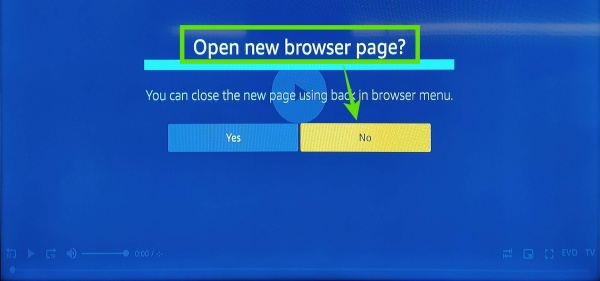 Open new browser page?
You can close the new page using back in browser menu.
Yes
No
0:00 / -:-
EVO TV